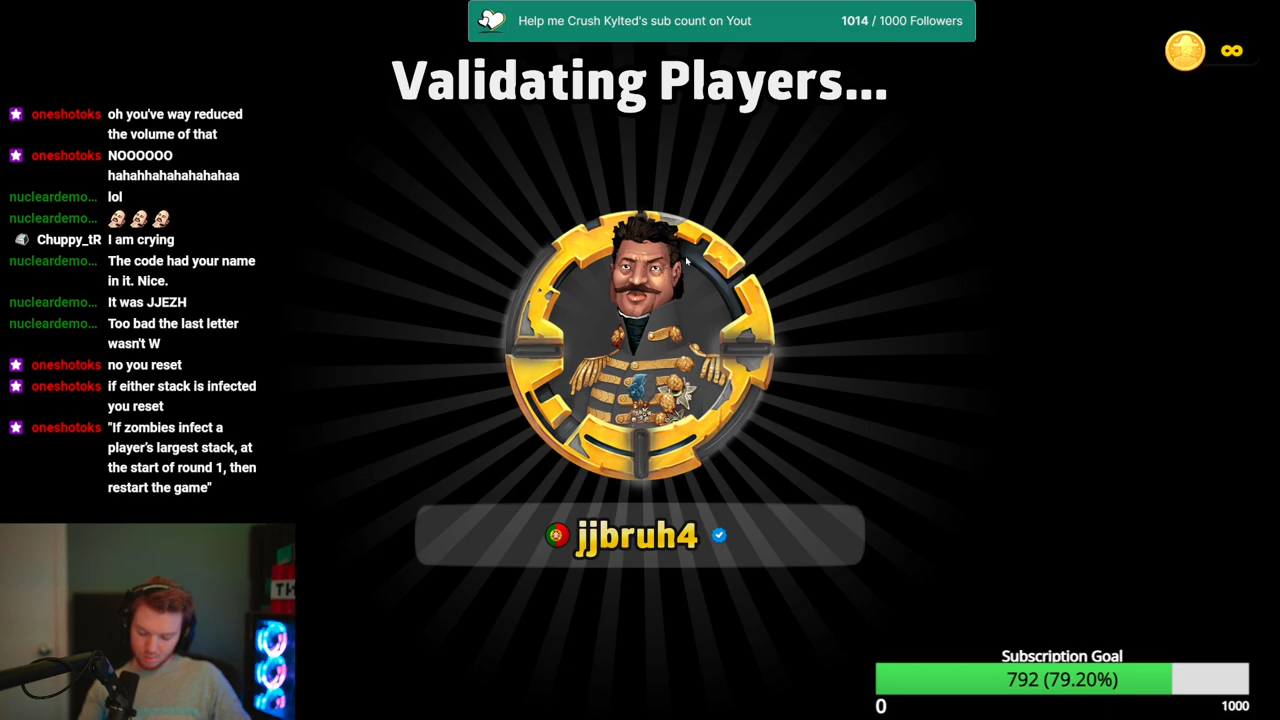 Help me Crush Kylted's sub count on Yout 1014 / 1000 Followers
∞
Validating Players...
oneshotoks oh you've way reduced
the volume of that
oneshotoks NOOOOOO
hahahhahahahahahaa
nucleardemo... lol
nucleardemo...
Chuppy_tR I am crying
nucleardemo... The code had your name
in it. Nice.
nucleardemo... It was JJEZH
nucleardemo... Too bad the last letter
wasn't W
oneshotoks no you reset
oneshotoks if either stack is infected
you reset
oneshotoks "If zombies infect a
player's largest stack, at
the start of round 1, then
restart the game"
jjbruh4
TH
Subscription Goal
792 (79.20%)
0 1000